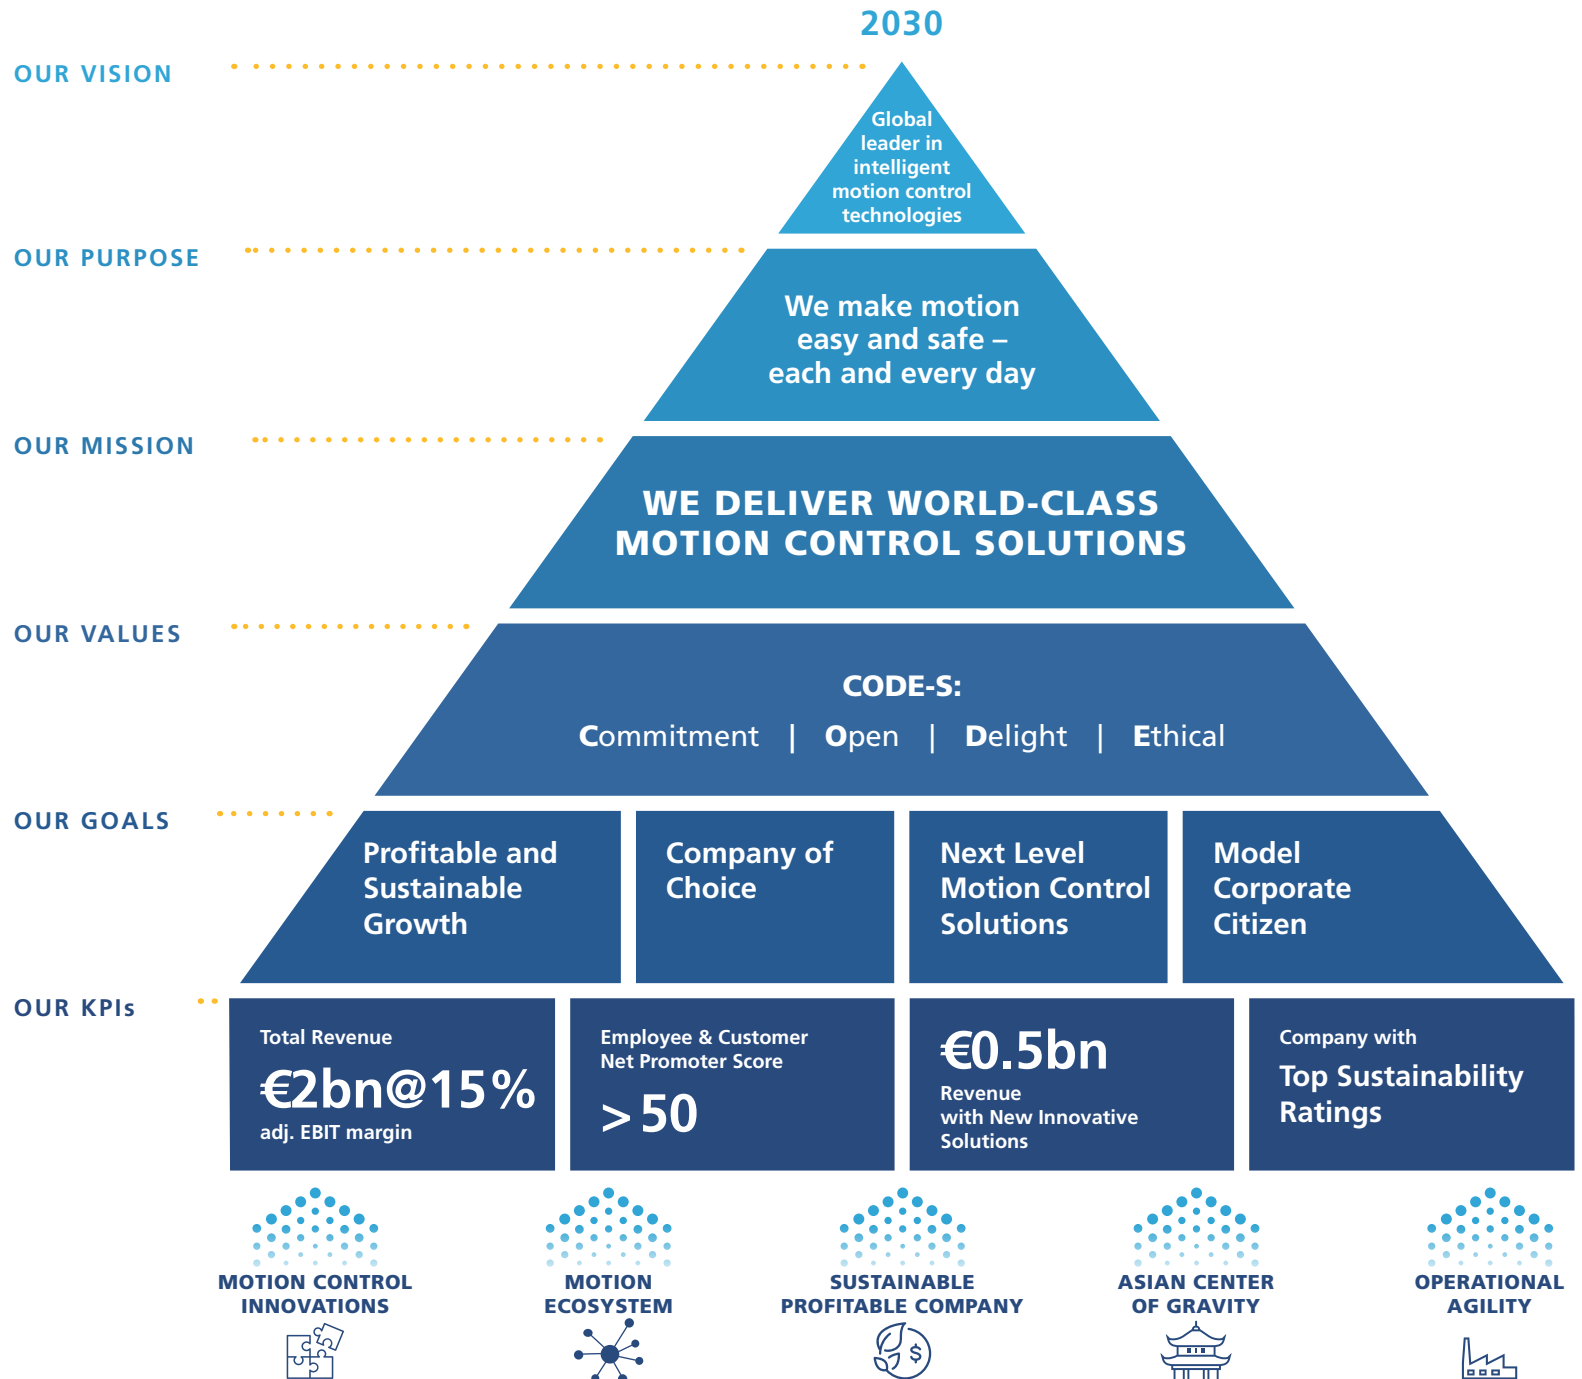 2030
OUR VISION
Global
leader in
intelligent
motion control
technologies
OUR PURPOSE
We make motion
easy and safe –
each and every day
OUR MISSION
WE DELIVER WORLD-CLASS
MOTION CONTROL SOLUTIONS
OUR VALUES
CODE-S:
Commitment | Open | Delight | Ethical
OUR GOALS
Profitable and
Sustainable
Growth
Company of
Choice
Next Level
Motion Control
Solutions
Model
Corporate
Citizen
OUR KPIs
Total Revenue
€2bn@15%
adj. EBIT margin
Employee & Customer
Net Promoter Score
>50
€0.5bn
Revenue
with New Innovative
Solutions
Company with
Top Sustainability
Ratings
MOTION CONTROL
INNOVATIONS
MOTION
ECOSYSTEM
SUSTAINABLE
PROFITABLE COMPANY
$
ASIAN CENTER
OF GRAVITY
OPERATIONAL
AGILITY